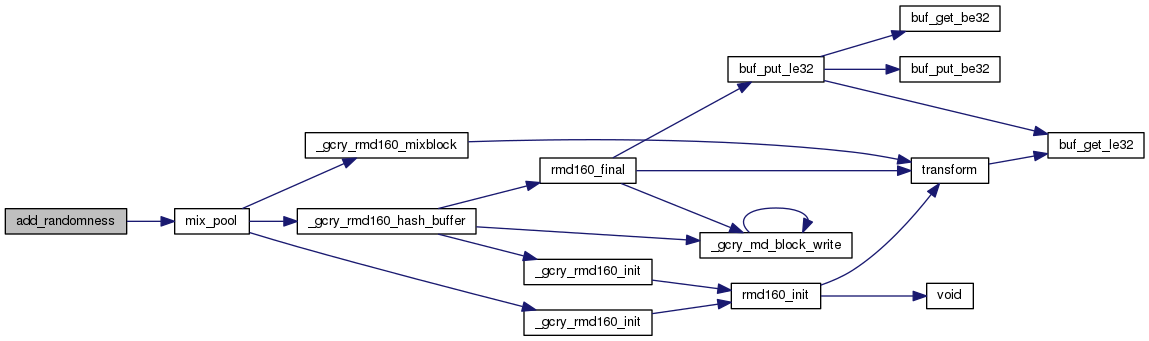 buf_get_be32
buf_put_le32
buf_put_be32
_gcry_rmd160_mixblock
buf_get_le32
rmd160_final
transform
add_randomness
mix_pool
_gcry_rmd160_hash_buffer
_gcry_md_block_write
_gcry_rmd160_init
rmd160_init
void
_gcry_rmd160_init